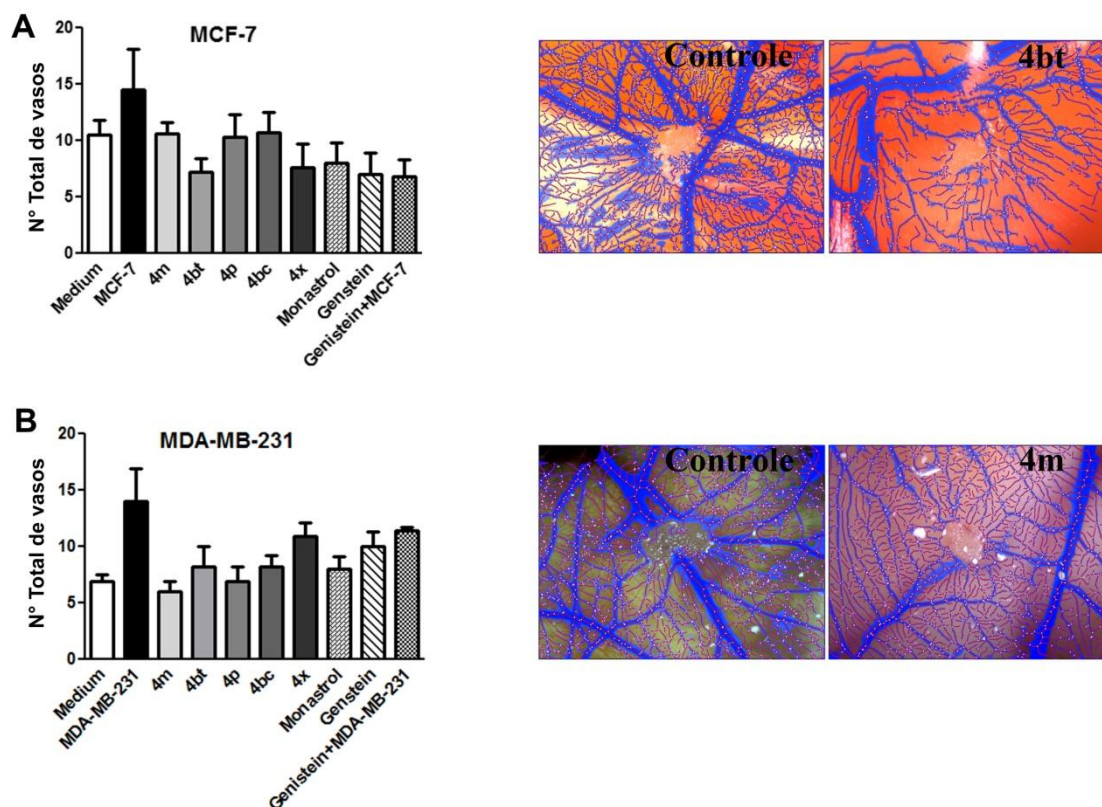 A
MCF-7
N° Total de vasos
20
15
10
5
0
Medium
MCF-7
4m
4bt
4p
4bc
4x
Monastrol
Genstein
Genistein+MCF-7
Controle
4bt
B
MDA-MB-231
N° Total de vasos
20
15
10
5
0
Medium
MDA-MB-231
4m
4bt
4p
4bc
4x
Monastrol
Genstein
Genistein+MDA-MB-231
Controle
4m